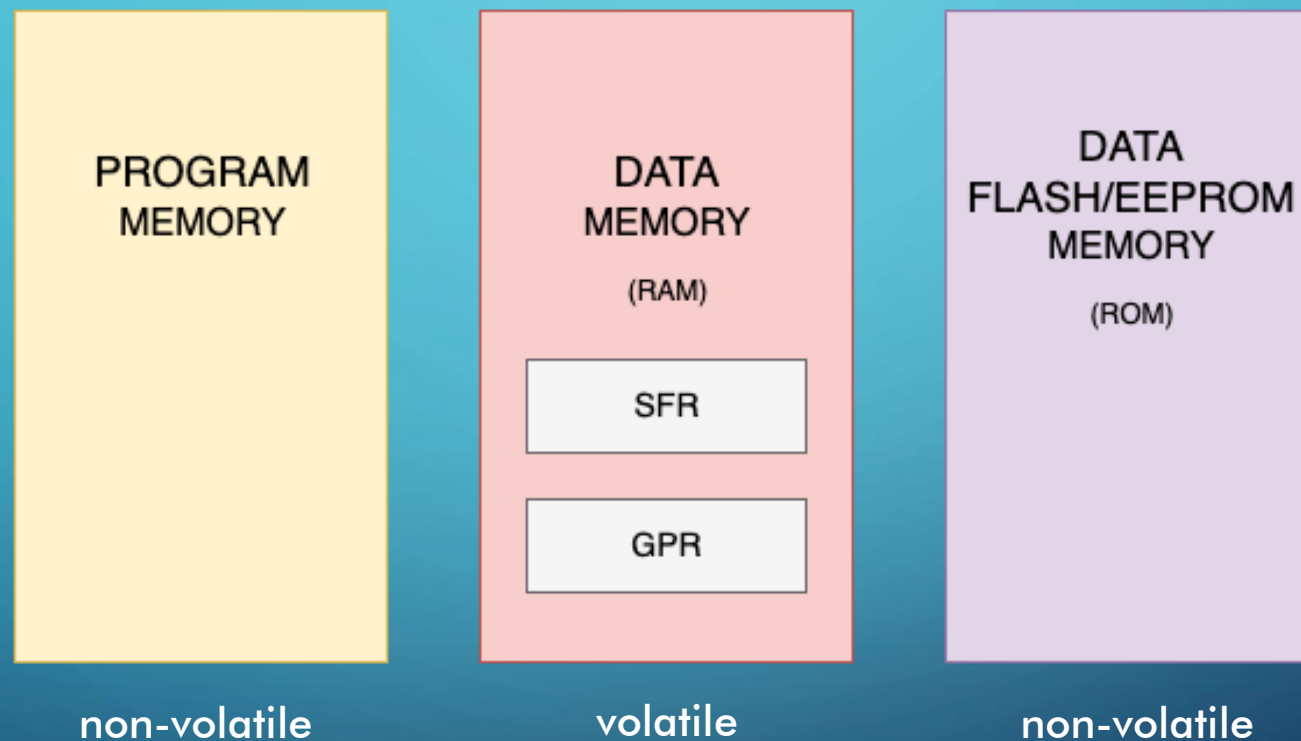 PROGRAM
MEMORY
non-volatile
DATA
MEMORY
(RAM)
SFR
GPR
volatile
DATA
FLASH/EEPROM
MEMORY
(ROM)
non-volatile